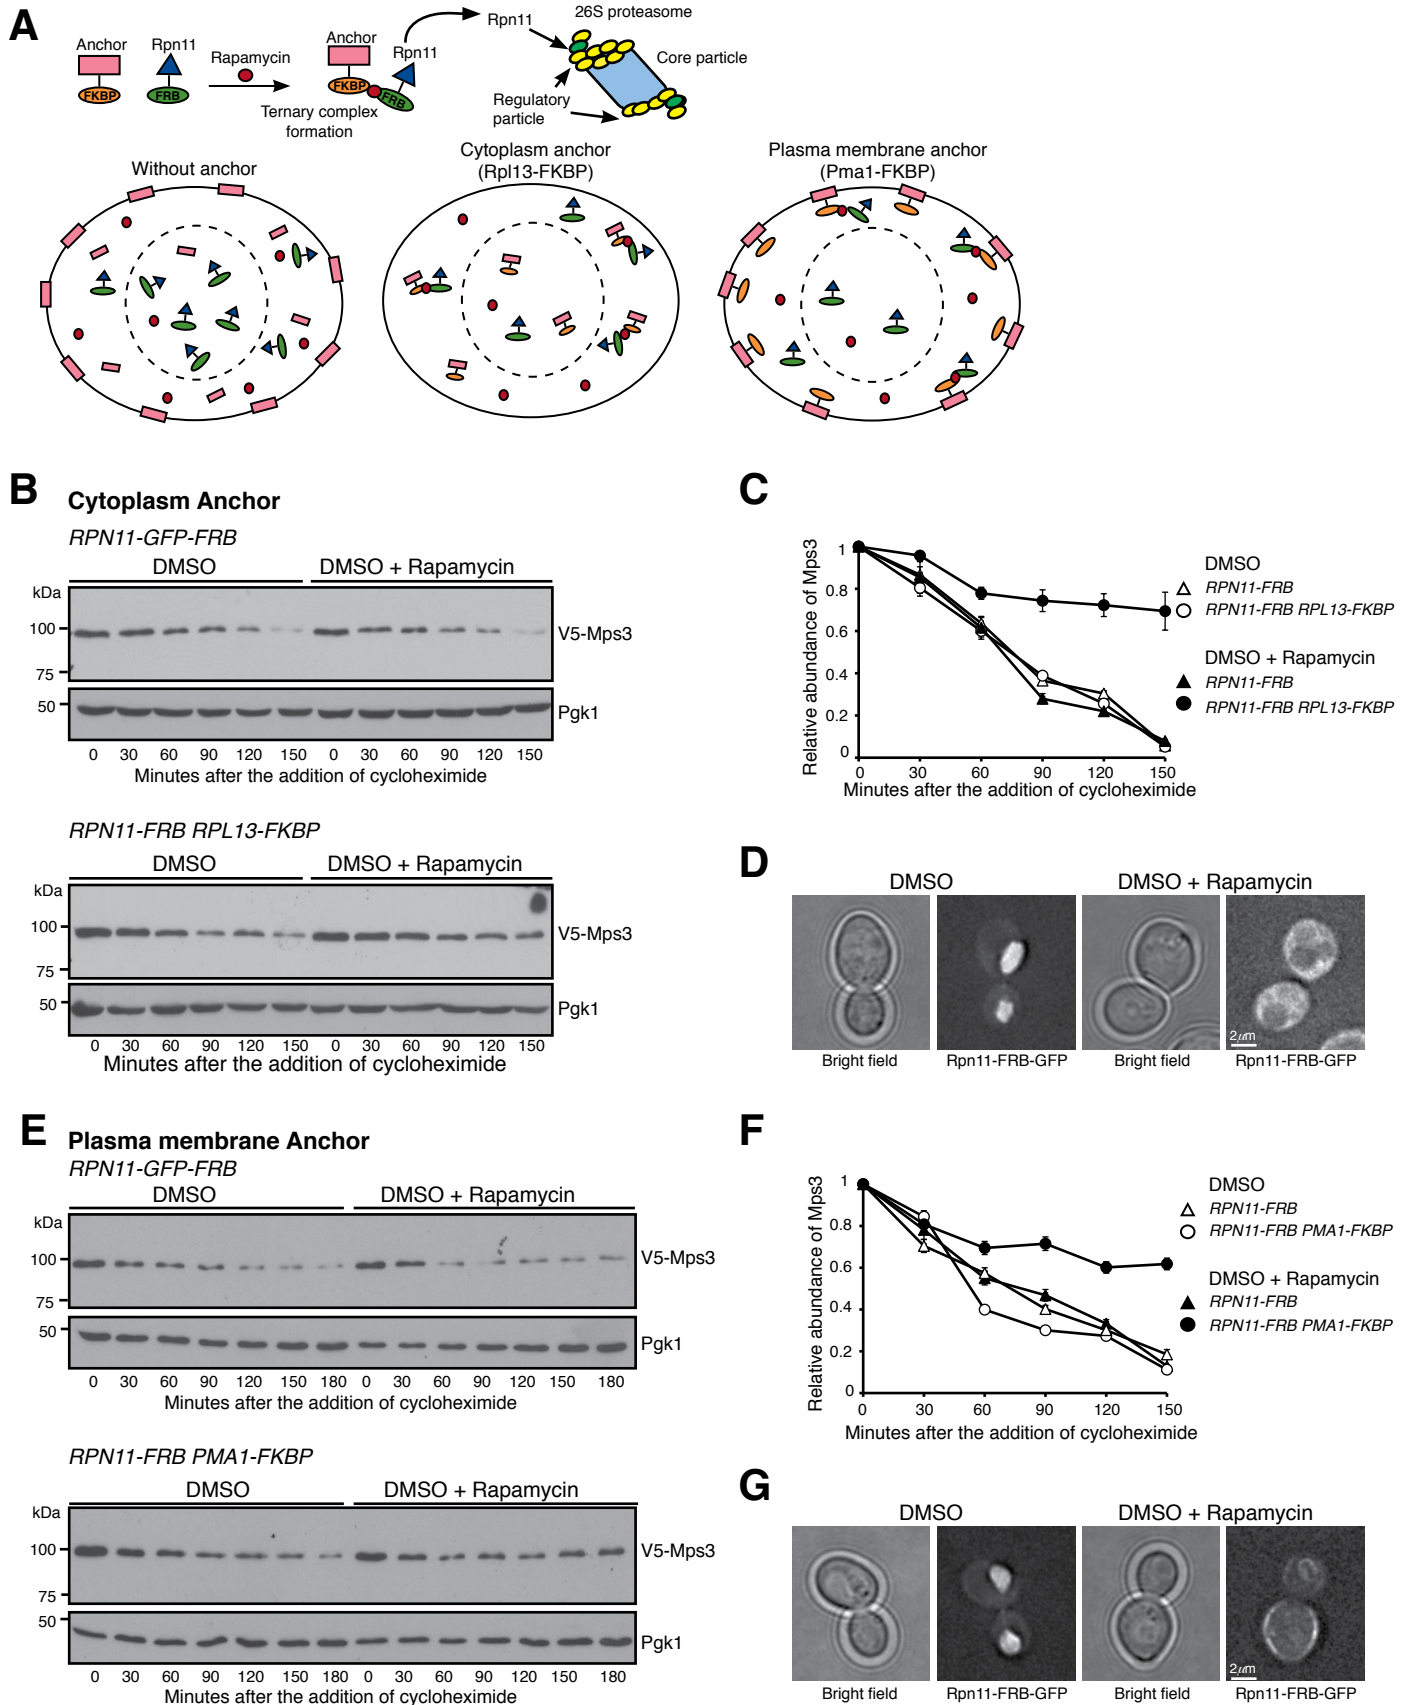 A
Anchor
Rpn11
Rapamycin
FKBP
FRB
Ternary complex
formation
Anchor
Rpn11
FKBP
FRB
Rpn11
26S proteasome
Core particle
Regulatory
particle
Without anchor
Cytoplasm anchor
(Rpl13-FKBP)
Plasma membrane anchor
(Pma1-FKBP)
B
Cytoplasm Anchor
RPN11-GFP-FRB
DMSO DMSO + Rapamycin
kDa
100
75
V5-Mps3
50
Pgk1
0 30 60 90 120 150 0 30 60 90 120 150
Minutes after the addition of cycloheximide
RPN11-FRB RPL13-FKBP
DMSO DMSO + Rapamycin
kDa
100
75
V5-Mps3
50
Pgk1
0 30 60 90 120 150 0 30 60 90 120 150
Minutes after the addition of cycloheximide
C
Relative abundance of Mps3
1
0.8
0.6
0.4
0.2
0
0 30 60 90 120 150
Minutes after the addition of cycloheximide
DMSO
RPN11-FRB
RPN11-FRB RPL13-FKBP
DMSO + Rapamycin
RPN11-FRB
RPN11-FRB RPL13-FKBP
D
DMSO DMSO + Rapamycin
2µm
Bright field Rpn11-FRB-GFP Bright field Rpn11-FRB-GFP
E
Plasma membrane Anchor
RPN11-GFP-FRB
DMSO DMSO + Rapamycin
kDa
100
75
V5-Mps3
50
Pgk1
0 30 60 90 120 150 180 0 30 60 90 120 150 180
Minutes after the addition of cycloheximide
RPN11-FRB PMA1-FKBP
DMSO DMSO + Rapamycin
kDa
100
75
V5-Mps3
50
Pgk1
0 30 60 90 120 150 180 0 30 60 90 120 150 180
Minutes after the addition of cycloheximide
F
Relative abundance of Mps3
1
0.8
0.6
0.4
0.2
0
0 30 60 90 120 150
Minutes after the addition of cycloheximide
DMSO
RPN11-FRB
RPN11-FRB PMA1-FKBP
DMSO + Rapamycin
RPN11-FRB
RPN11-FRB PMA1-FKBP
G
DMSO DMSO + Rapamycin
2µm
Bright field Rpn11-FRB-GFP Bright field Rpn11-FRB-GFP